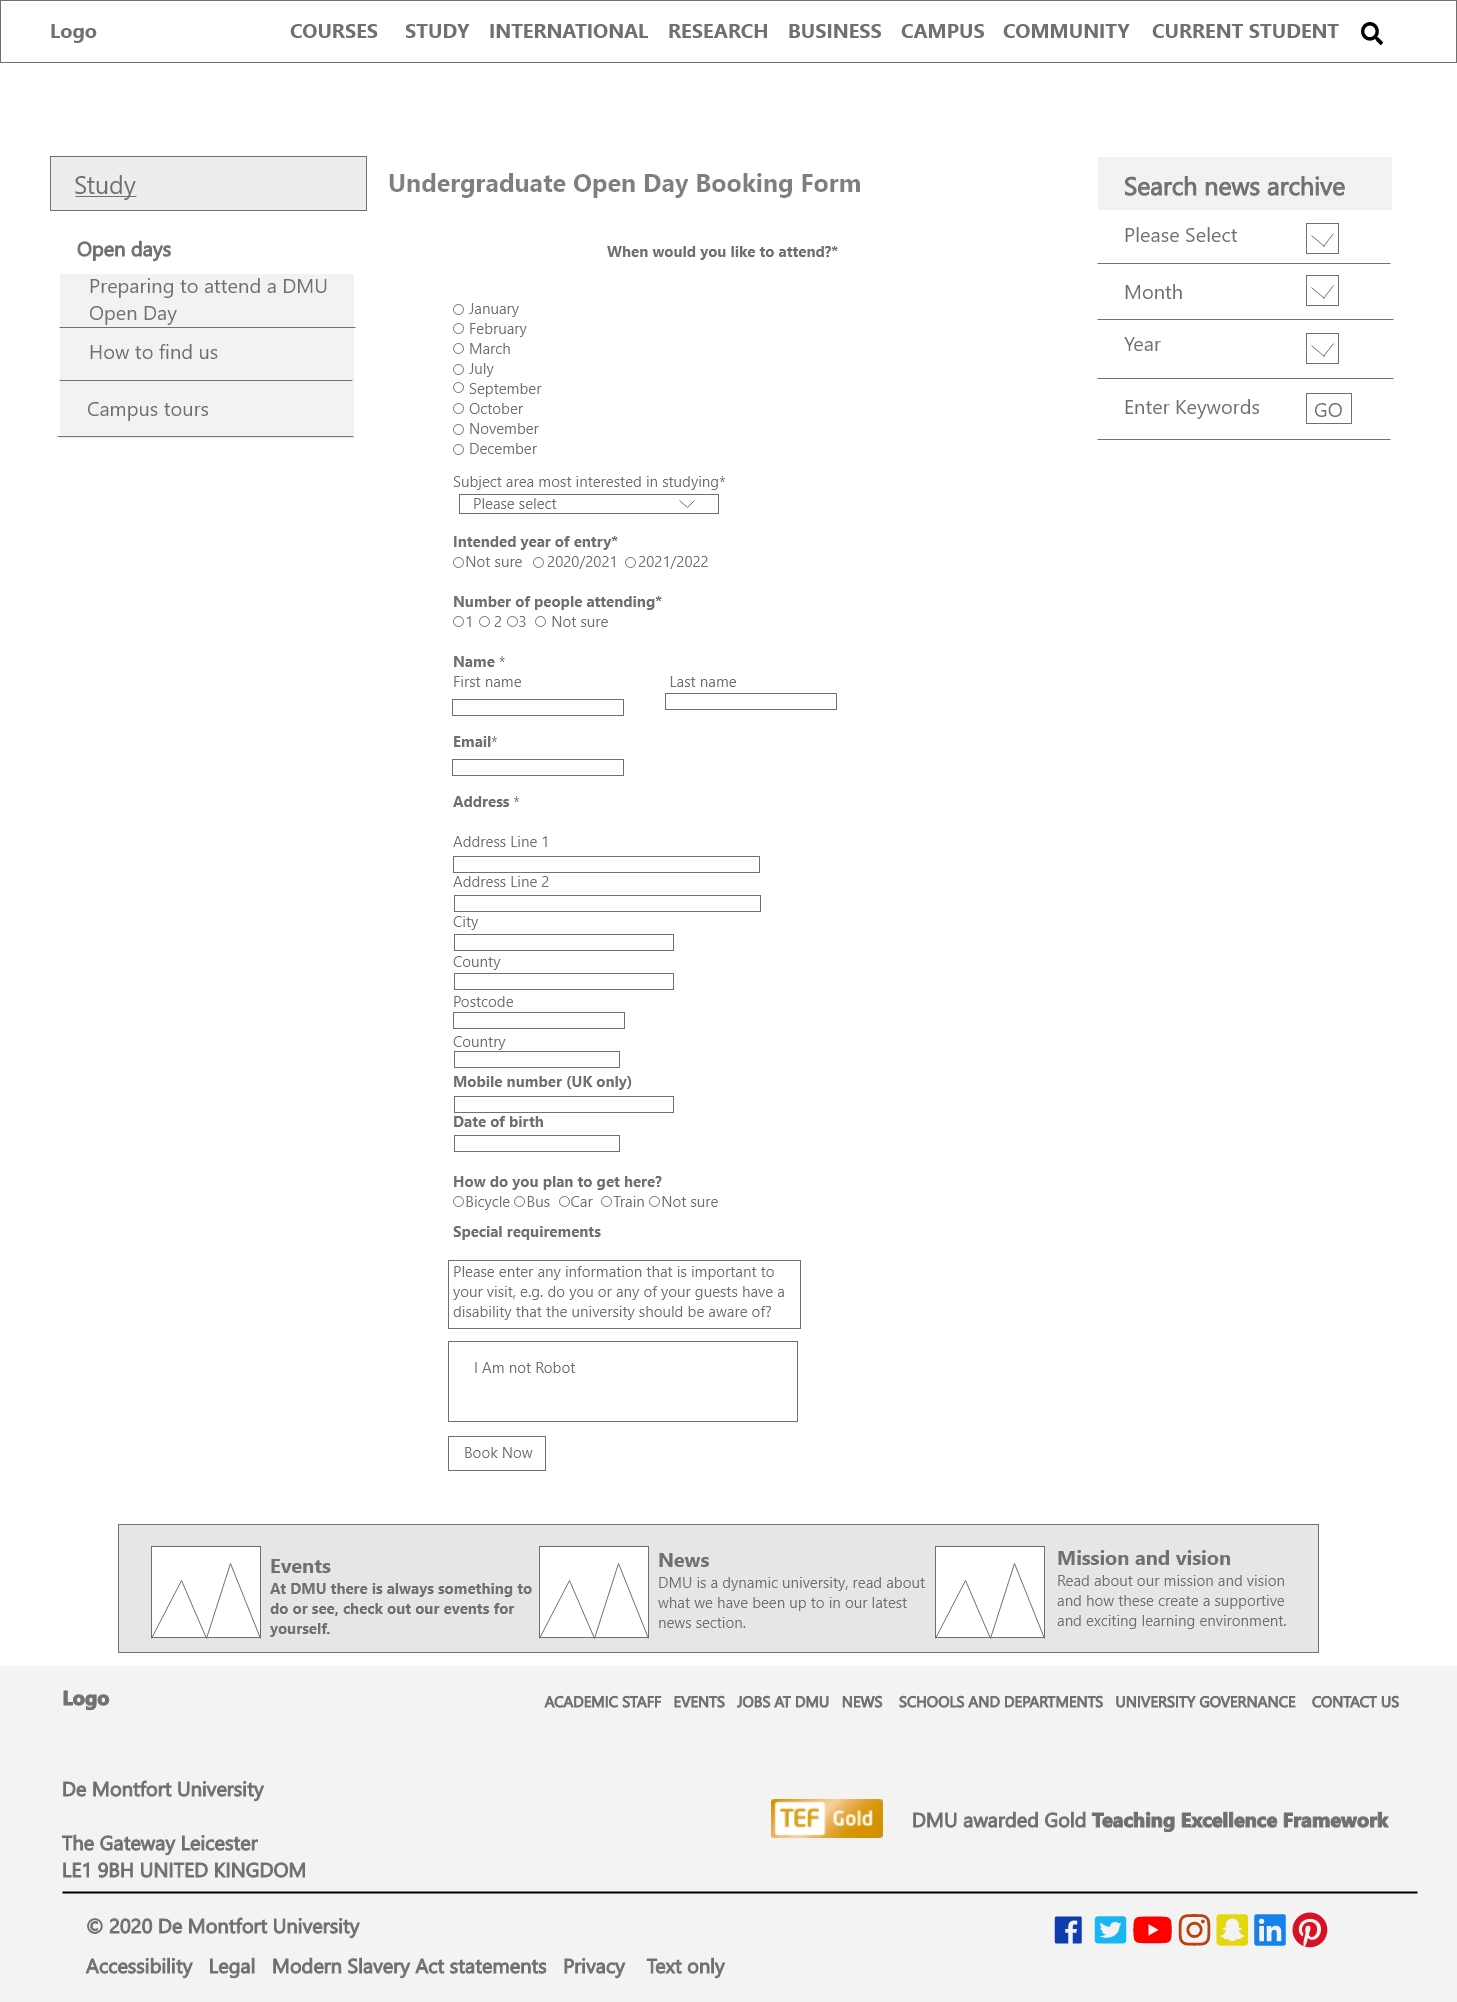 Logo
COURSES STUDY INTERNATIONAL RESEARCH BUSINESS CAMPUS COMMUNITY CURRENT STUDENT
Study
Open days
Preparing to attend a DMU
Open Day
How to find us
Campus tours
Undergraduate Open Day Booking Form
When would you like to attend?*
January
February
March
July
September
October
November
December
Subject area most interested in studying*
Please select
Intended year of entry*
Not sure 2020/2021 2021/2022
Number of people attending*
1 2 3 Not sure
Name *
First name Last name
Email*
Address *
Address Line 1
Address Line 2
City
County
Postcode
Country
Mobile number (UK only)
Date of birth
How do you plan to get here?
Bicycle Bus Car Train Not sure
Special requirements
Please enter any information that is important to
your visit, e.g. do you or any of your guests have a
disability that the university should be aware of?
I Am not Robot
Book Now
Search news archive
Please Select
Month
Year
Enter Keywords GO
Events
At DMU there is always something to
do or see, check out our events for
yourself.
News
DMU is a dynamic university, read about
what we have been up to in our latest
news section.
Mission and vision
Read about our mission and vision
and how these create a supportive
and exciting learning environment.
Logo
ACADEMIC STAFF EVENTS JOBS AT DMU NEWS SCHOOLS AND DEPARTMENTS UNIVERSITY GOVERNANCE CONTACT US
De Montfort University
The Gateway Leicester
LE1 9BH UNITED KINGDOM
TEF Gold
DMU awarded Gold Teaching Excellence Framework
© 2020 De Montfort University
Accessibility Legal Modern Slavery Act statements Privacy Text only